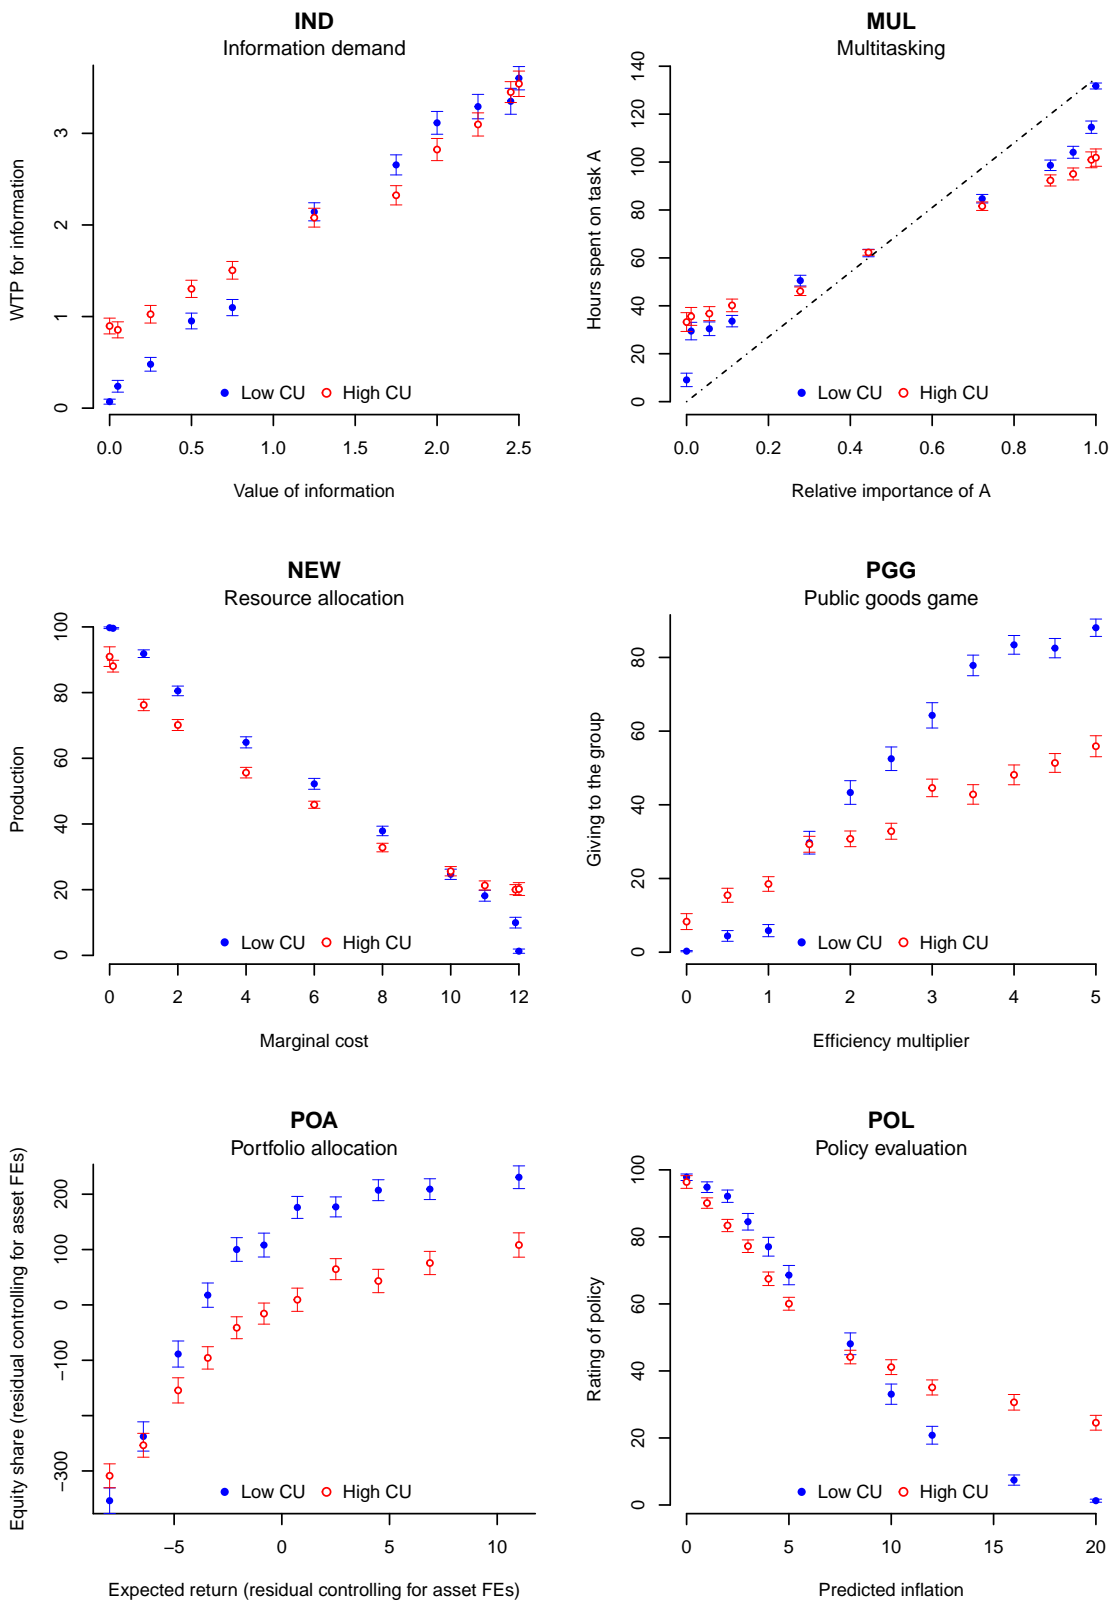 IND
Information demand
WTP for information
0 1 2 3
Low CU High CU
0.0 0.5 1.0 1.5 2.0 2.5
Value of information
MUL
Multitasking
Hours spent on task A
0 20 40 60 80 100 120 140
Low CU High CU
0.0 0.2 0.4 0.6 0.8 1.0
Relative importance of A
NEW
Resource allocation
Production
0 20 40 60 80 100
Low CU High CU
0 2 4 6 8 10 12
Marginal cost
PGG
Public goods game
Giving to the group
0 20 40 60 80
Low CU High CU
0 1 2 3 4 5
Efficiency multiplier
POA
Portfolio allocation
Equity share (residual controlling for asset FEs)
−300 −100 0 100 200
Low CU High CU
−5 0 5 10
Expected return (residual controlling for asset FEs)
POL
Policy evaluation
Rating of policy
0 20 40 60 80 100
Low CU High CU
0 5 10 15 20
Predicted inflation